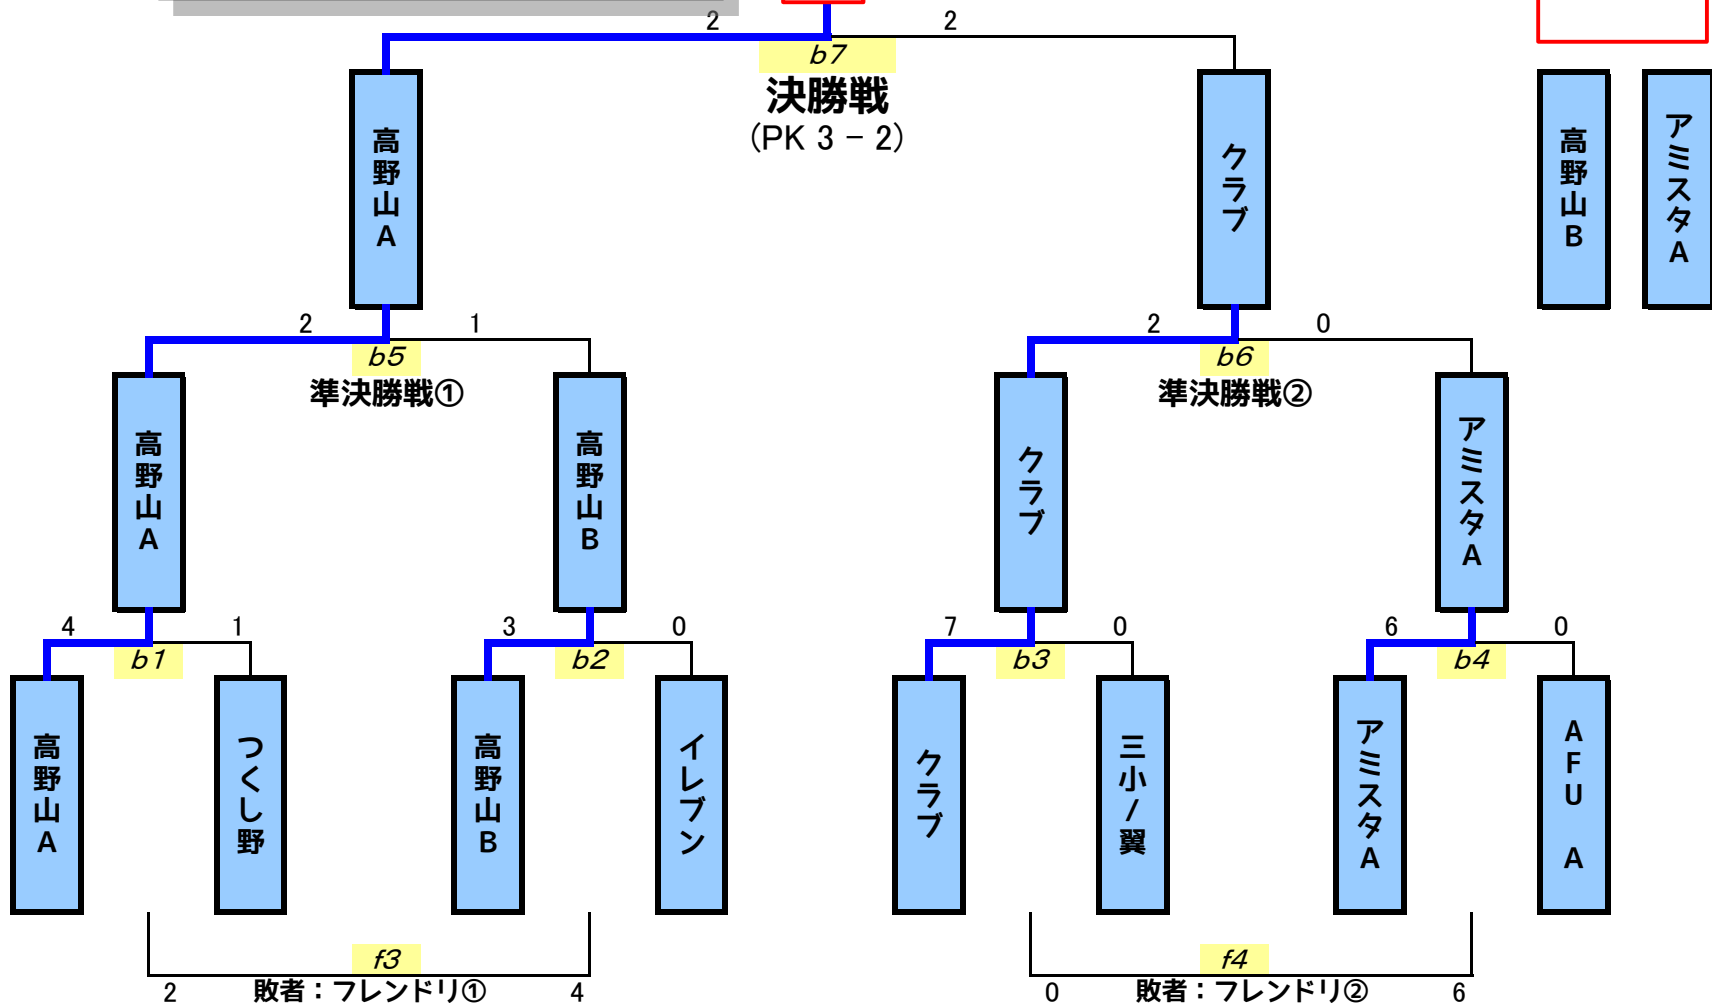 2 2
b7
決勝戦
(PK 3 − 2)
高野山A
クラブ
高野山B
アミスタA
2 1
b5
準決勝戦①
2 0
b6
準決勝戦②
高野山A
高野山B
クラブ
アミスタA
4 1
b1
3 0
b2
7 0
b3
6 0
b4
高野山A
つくし野
高野山B
イレブン
クラブ
三小/翼
アミスタA
AFU A
f3
2 敗者：フレンドリ① 4
f4
0 敗者：フレンドリ② 6